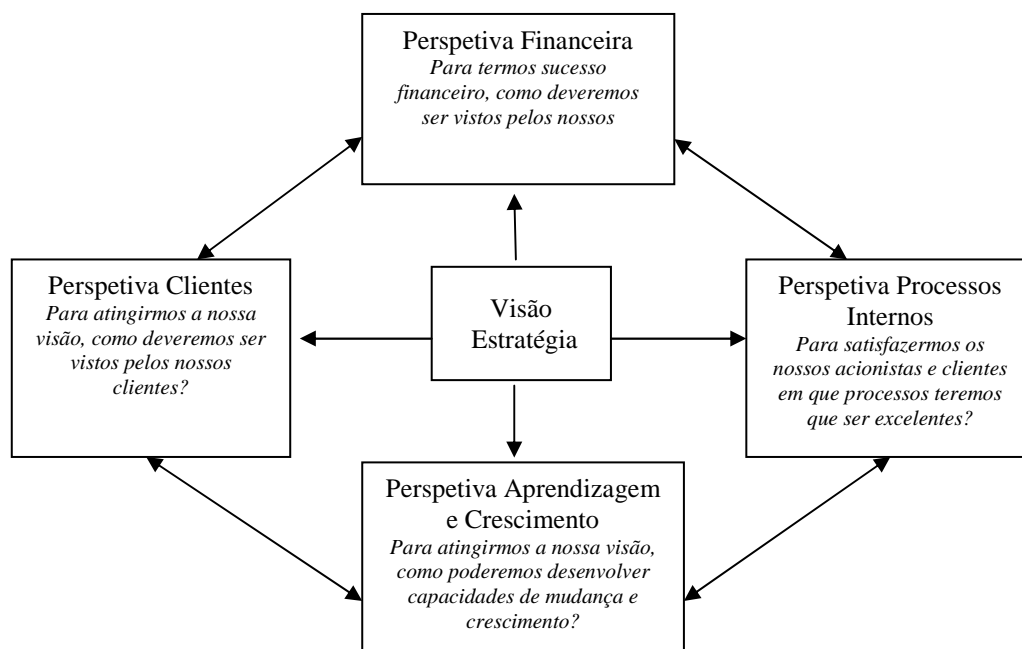 Perspetiva Financeira
Para termos sucesso
financeiro, como deveremos
ser vistos pelos nossos
Perspetiva Clientes
Para atingirmos a nossa
visão, como deveremos ser
vistos pelos nossos
clientes?
Visão
Estratégia
Perspetiva Processos
Internos
Para satisfazermos os
nossos acionistas e clientes
em que processos teremos
que ser excelentes?
Perspetiva Aprendizagem
e Crescimento
Para atingirmos a nossa visão,
como poderemos desenvolver
capacidades de mudança e
crescimento?